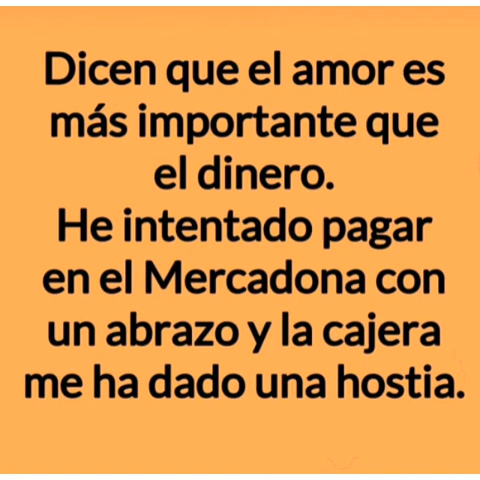 Dicen que el amor es
más importante que
el dinero.
He intentado pagar
en el Mercadona con
un abrazo y la cajera
me ha dado una hostia.